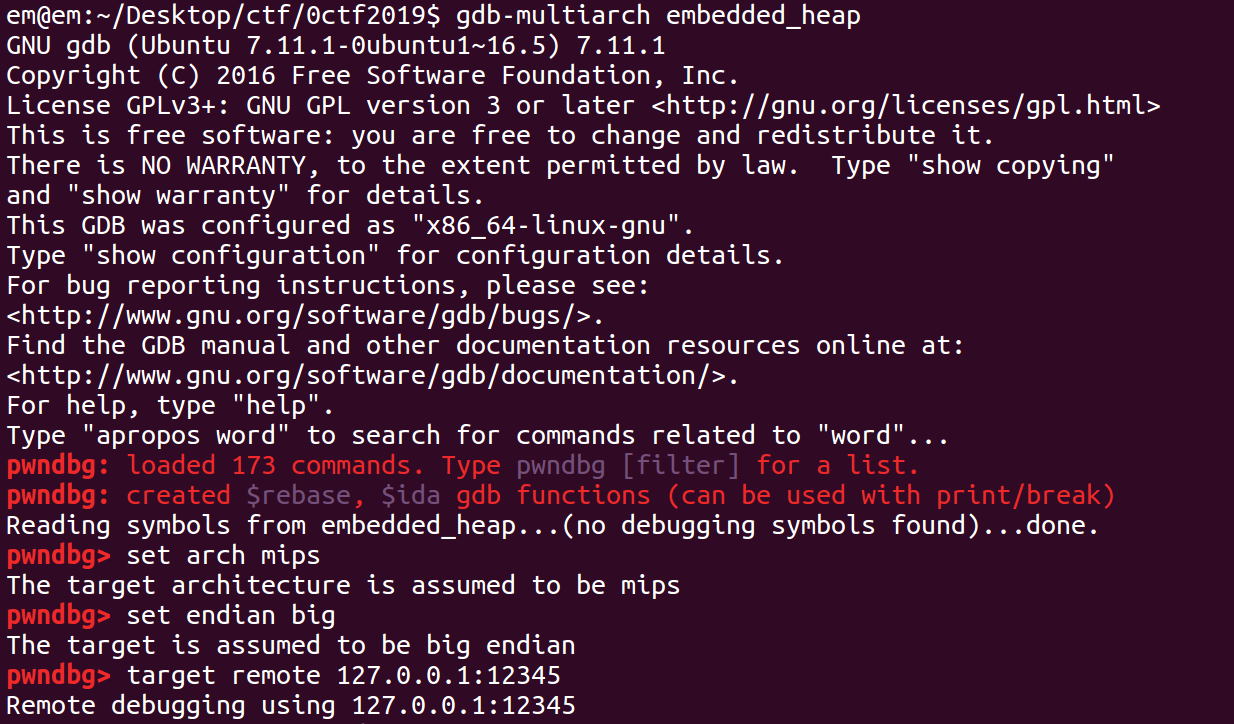 em@em:~/Desktop/ctf/0ctf2019$ gdb-multiarch embedded_heap
GNU gdb (Ubuntu 7.11.1-0ubuntu1~16.5) 7.11.1
Copyright (C) 2016 Free Software Foundation, Inc.
License GPLv3+: GNU GPL version 3 or later <http://gnu.org/licenses/gpl.html>
This is free software: you are free to change and redistribute it.
There is NO WARRANTY, to the extent permitted by law.  Type "show copying"
and "show warranty" for details.
This GDB was configured as "x86_64-linux-gnu".
Type "show configuration" for configuration details.
For bug reporting instructions, please see:
<http://www.gnu.org/software/gdb/bugs/>.
Find the GDB manual and other documentation resources online at:
<http://www.gnu.org/software/gdb/documentation/>.
For help, type "help".
Type "apropos word" to search for commands related to "word"...
pwndbg: loaded 173 commands. Type pwndbg [filter] for a list.
pwndbg: created $rebase, $ida gdb functions (can be used with print/break)
Reading symbols from embedded_heap...(no debugging symbols found)...done.
pwndbg> set arch mips
The target architecture is assumed to be mips
pwndbg> set endian big
The target is assumed to be big endian
pwndbg> target remote 127.0.0.1:12345
Remote debugging using 127.0.0.1:12345